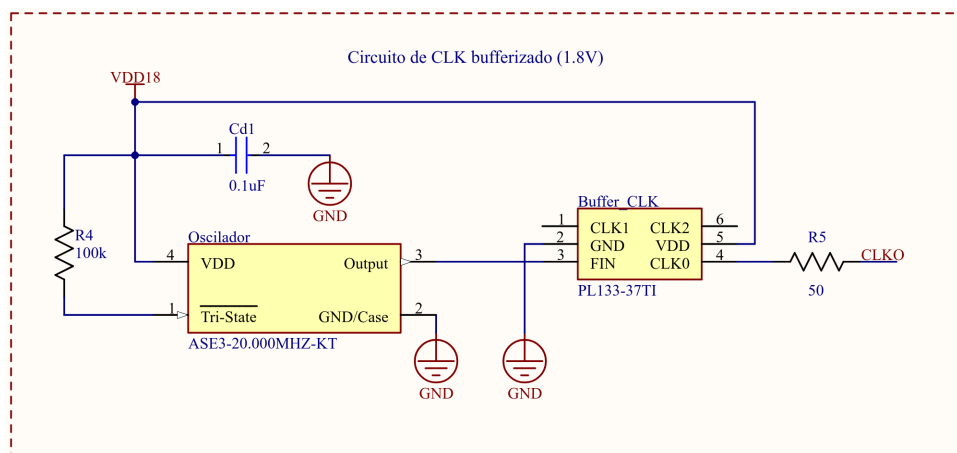 Circuito de CLK bufferizado (1.8V)
VDD18
Cd1
1 2
0.1uF
GND
R4
100k
Oscilador
4 VDD Output 3
1 Tri-State GND/Case 2
ASE3-20.000MHZ-KT
GND
Buffer_CLK
1 CLK1 CLK2 6
2 GND VDD 5
3 FIN CLK0 4
PL133-37TI
GND
R5
50
CLKO